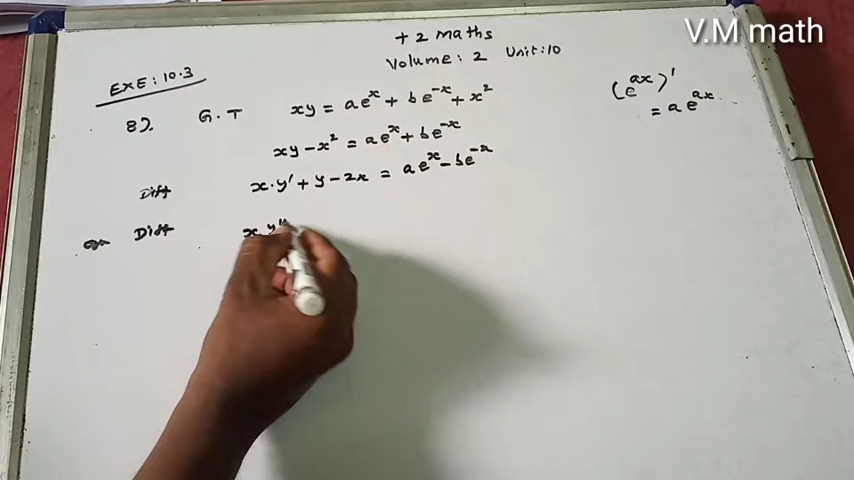 V.M math
+2 maths
Volume: 2 Unit:10
EXE: 10.3
(e^{ax})'
= a e^{ax}
8). G.T xy = ae^x + be^{-x} + x^2
xy - x^2 = ae^x + be^{-x}
Diff x.y' + y - 2x = ae^x - be^{-x}
Diff x y''